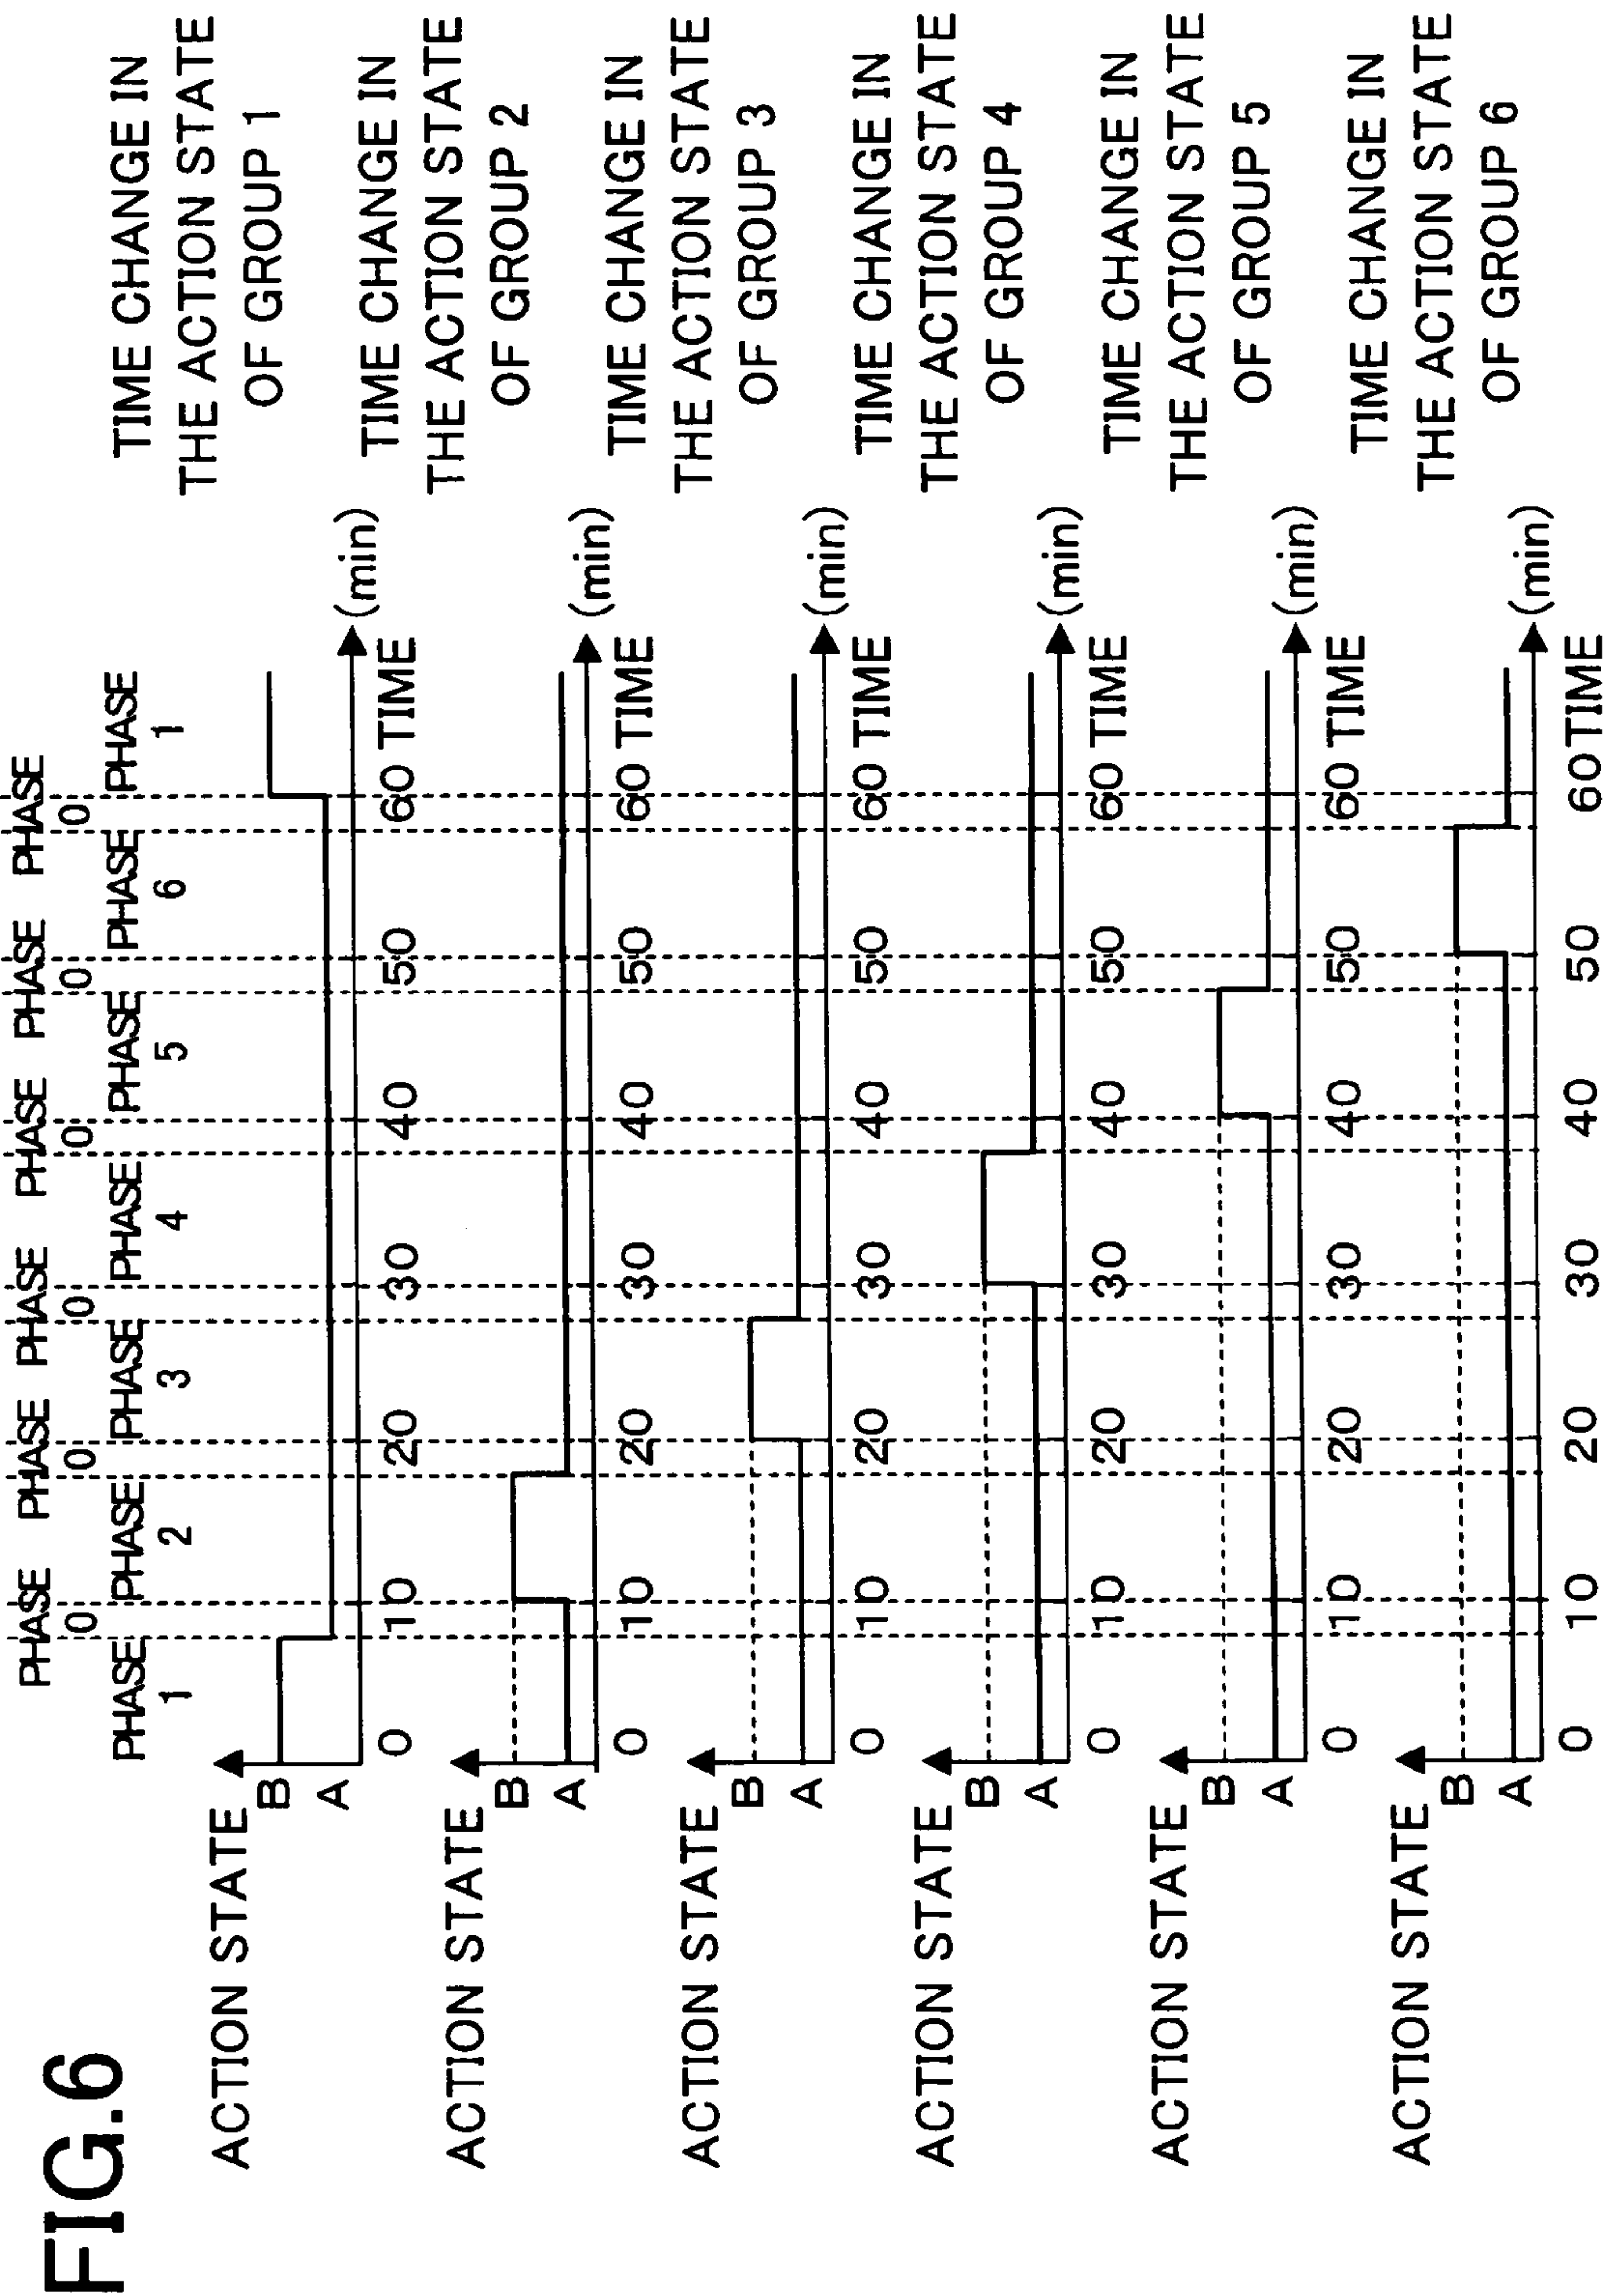 FIG.6
PHASE 0 PHASE 0 PHASE 0 PHASE 0 PHASE 0 PHASE 0
PHASE 1 PHASE 2 PHASE 3 PHASE 4 PHASE 5 PHASE 6 PHASE 1
ACTION STATE
B
A
0 10 20 30 40 50 60 TIME (min)
TIME CHANGE IN
THE ACTION STATE
OF GROUP 1
ACTION STATE
B
A
0 10 20 30 40 50 60 TIME (min)
TIME CHANGE IN
THE ACTION STATE
OF GROUP 2
ACTION STATE
B
A
0 10 20 30 40 50 60 TIME (min)
TIME CHANGE IN
THE ACTION STATE
OF GROUP 3
ACTION STATE
B
A
0 10 20 30 40 50 60 TIME (min)
TIME CHANGE IN
THE ACTION STATE
OF GROUP 4
ACTION STATE
B
A
0 10 20 30 40 50 60 TIME (min)
TIME CHANGE IN
THE ACTION STATE
OF GROUP 5
ACTION STATE
B
A
0 10 20 30 40 50 60 TIME (min)
TIME CHANGE IN
THE ACTION STATE
OF GROUP 6